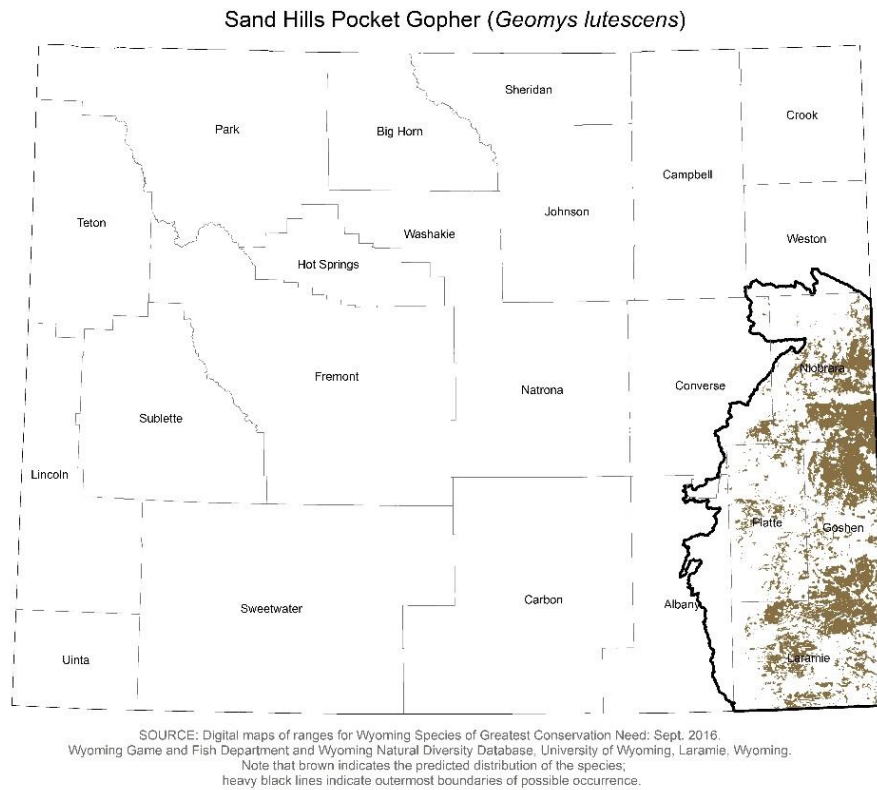 Sand Hills Pocket Gopher (Geomys lutescens)
Sheridan
Crook
Park
Big Horn
Campbell
Johnson
Teton
Washakie
Weston
Hot Springs
Niobrara
Fremont
Converse
Natrona
Sublette
Lincoln
Platte
Goshen
Carbon
Albany
Sweetwater
Uinta
Laramie
SOURCE: Digital maps of ranges for Wyoming Species of Greatest Conservation Need: Sept. 2016.
Wyoming Game and Fish Department and Wyoming Natural Diversity Database, University of Wyoming, Laramie, Wyoming.
Note that brown indicates the predicted distribution of the species;
heavy black lines indicate outermost boundaries of possible occurrence.